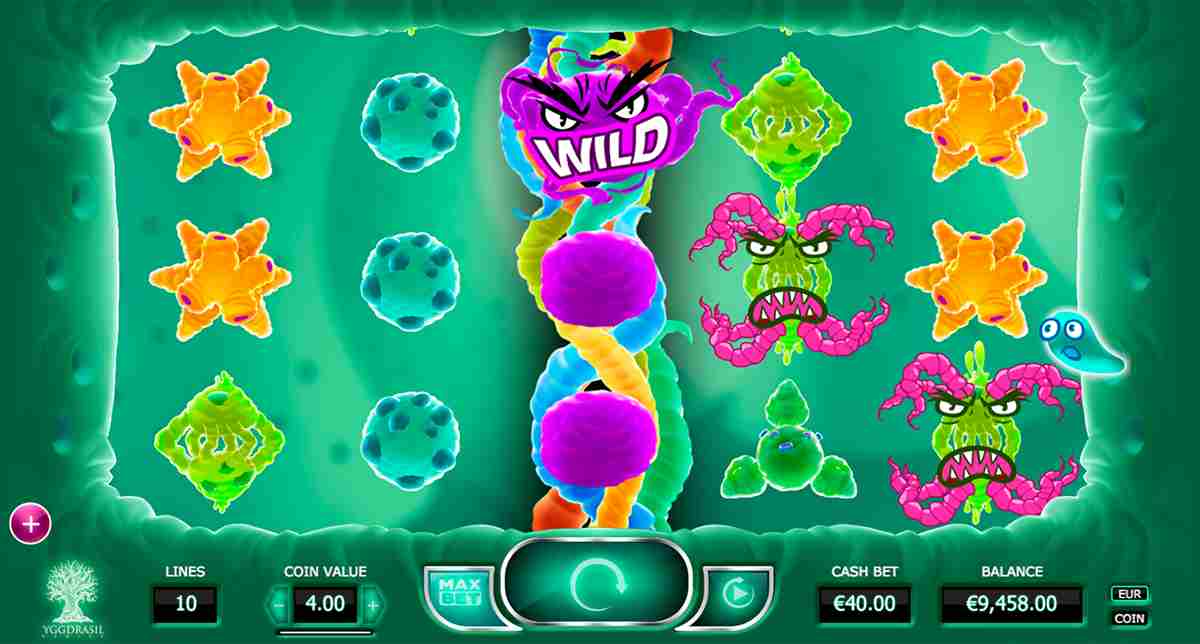 WILD
LINES
10
COIN VALUE
- 4.00 +
MAX
BET
CASH BET
€40.00
BALANCE
€9,458.00
EUR
COIN
+
YGGDRASIL